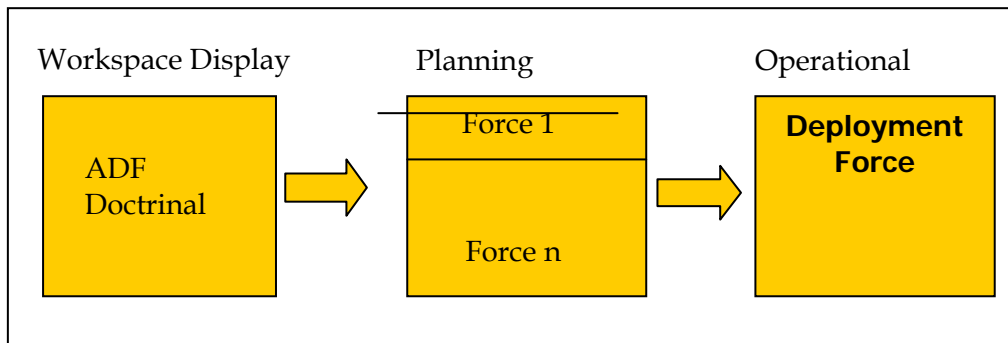 Workspace Display
Planning
Operational
ADF
Doctrinal
Force 1
Force n
Deployment
Force